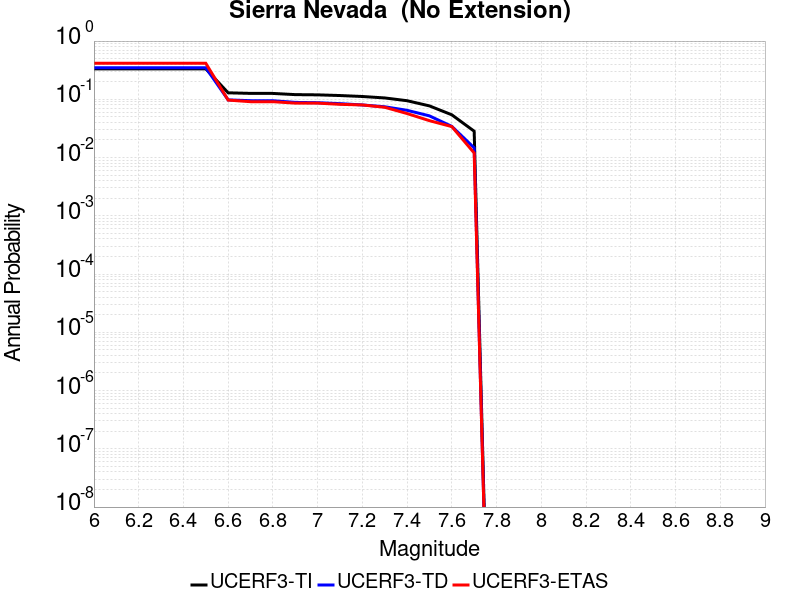 Sierra Nevada  (No Extension)
10^0
10^-1
10^-2
10^-3
10^-4
10^-5
10^-6
10^-7
10^-8
Annual Probability
6 6.2 6.4 6.6 6.8 7 7.2 7.4 7.6 7.8 8 8.2 8.4 8.6 8.8 9
Magnitude
UCERF3-TI UCERF3-TD UCERF3-ETAS